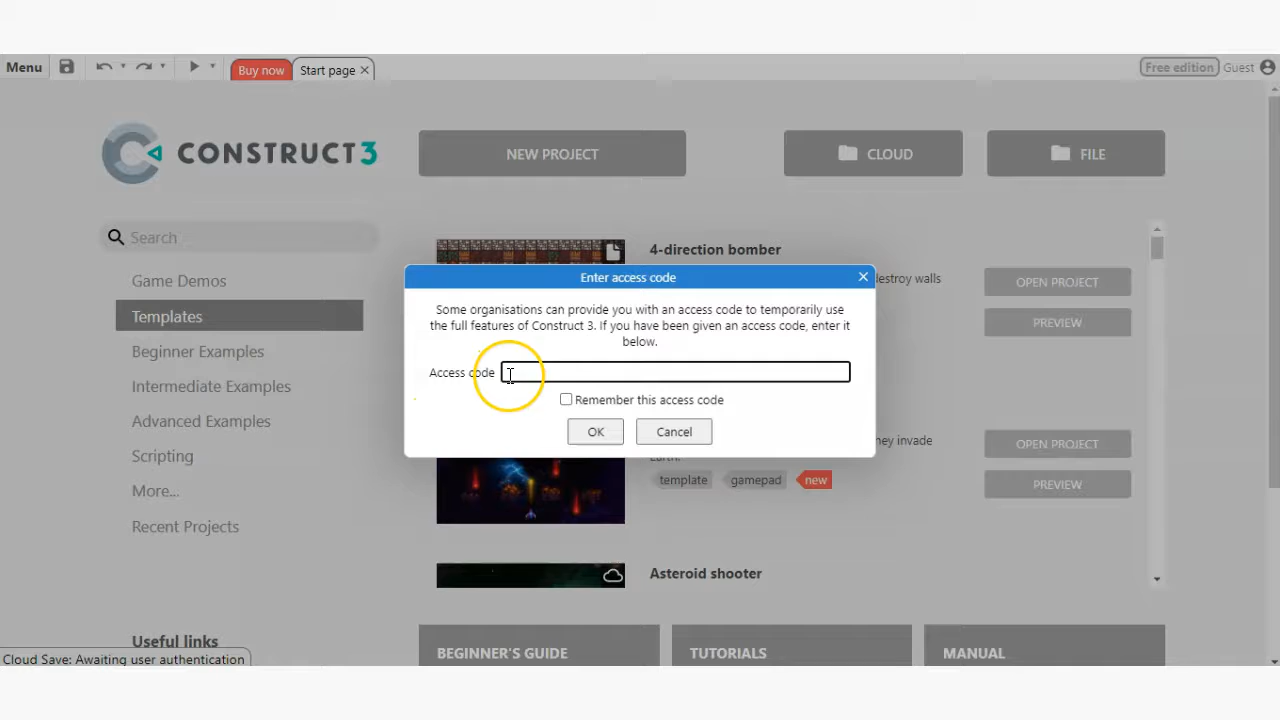 Menu
Buy now
Start page
Free edition
Guest
CONSTRUCT 3
NEW PROJECT
CLOUD
FILE
Search
Game Demos
Templates
Beginner Examples
Intermediate Examples
Advanced Examples
Scripting
More...
Recent Projects
Useful links
4-direction bomber
destroy walls
OPEN PROJECT
PREVIEW
Enter access code
Some organisations can provide you with an access code to temporarily use
the full features of Construct 3. If you have been given an access code, enter it
below.
Access code
Remember this access code
OK
Cancel
they invade
Earth.
template
gamepad
new
OPEN PROJECT
PREVIEW
Asteroid shooter
BEGINNER'S GUIDE
TUTORIALS
MANUAL
Cloud Save: Awaiting user authentication